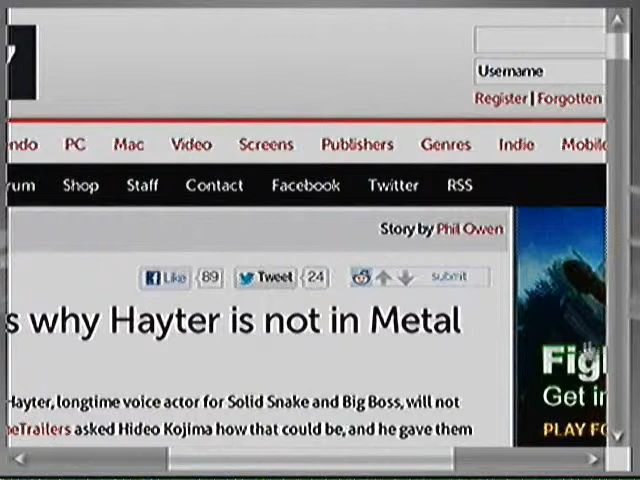 Username
Register | Forgotten
ndo PC Mac Video Screens Publishers Genres Indie Mobile
rum Shop Staff Contact Facebook Twitter RSS
Story by Phil Owen
Like 89 Tweet 24 submit
s why Hayter is not in Metal
Hayter, longtime voice actor for Solid Snake and Big Boss, will not
eTrailers asked Hideo Kojima how that could be, and he gave them
Fig
Get in
PLAY FO